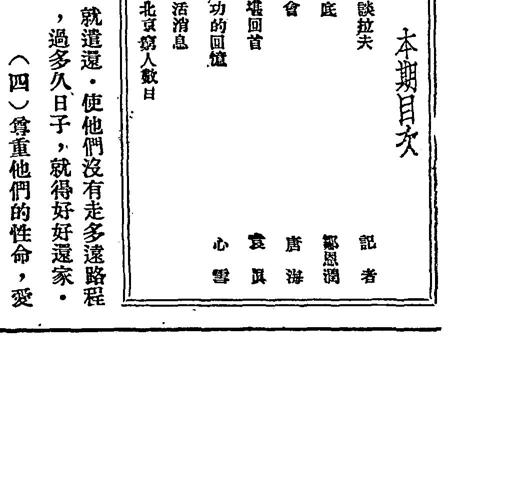 本期目次
談拉夫 記者
底 鄒恩潤
會 唐海
堪回首 袁眞
功的回憶 心雪
活消息
北京窮人數目
就遣還・使他們沒有走多遠路程
，過多久日子，就得好好還家・
（四）尊重他們的性命，愛